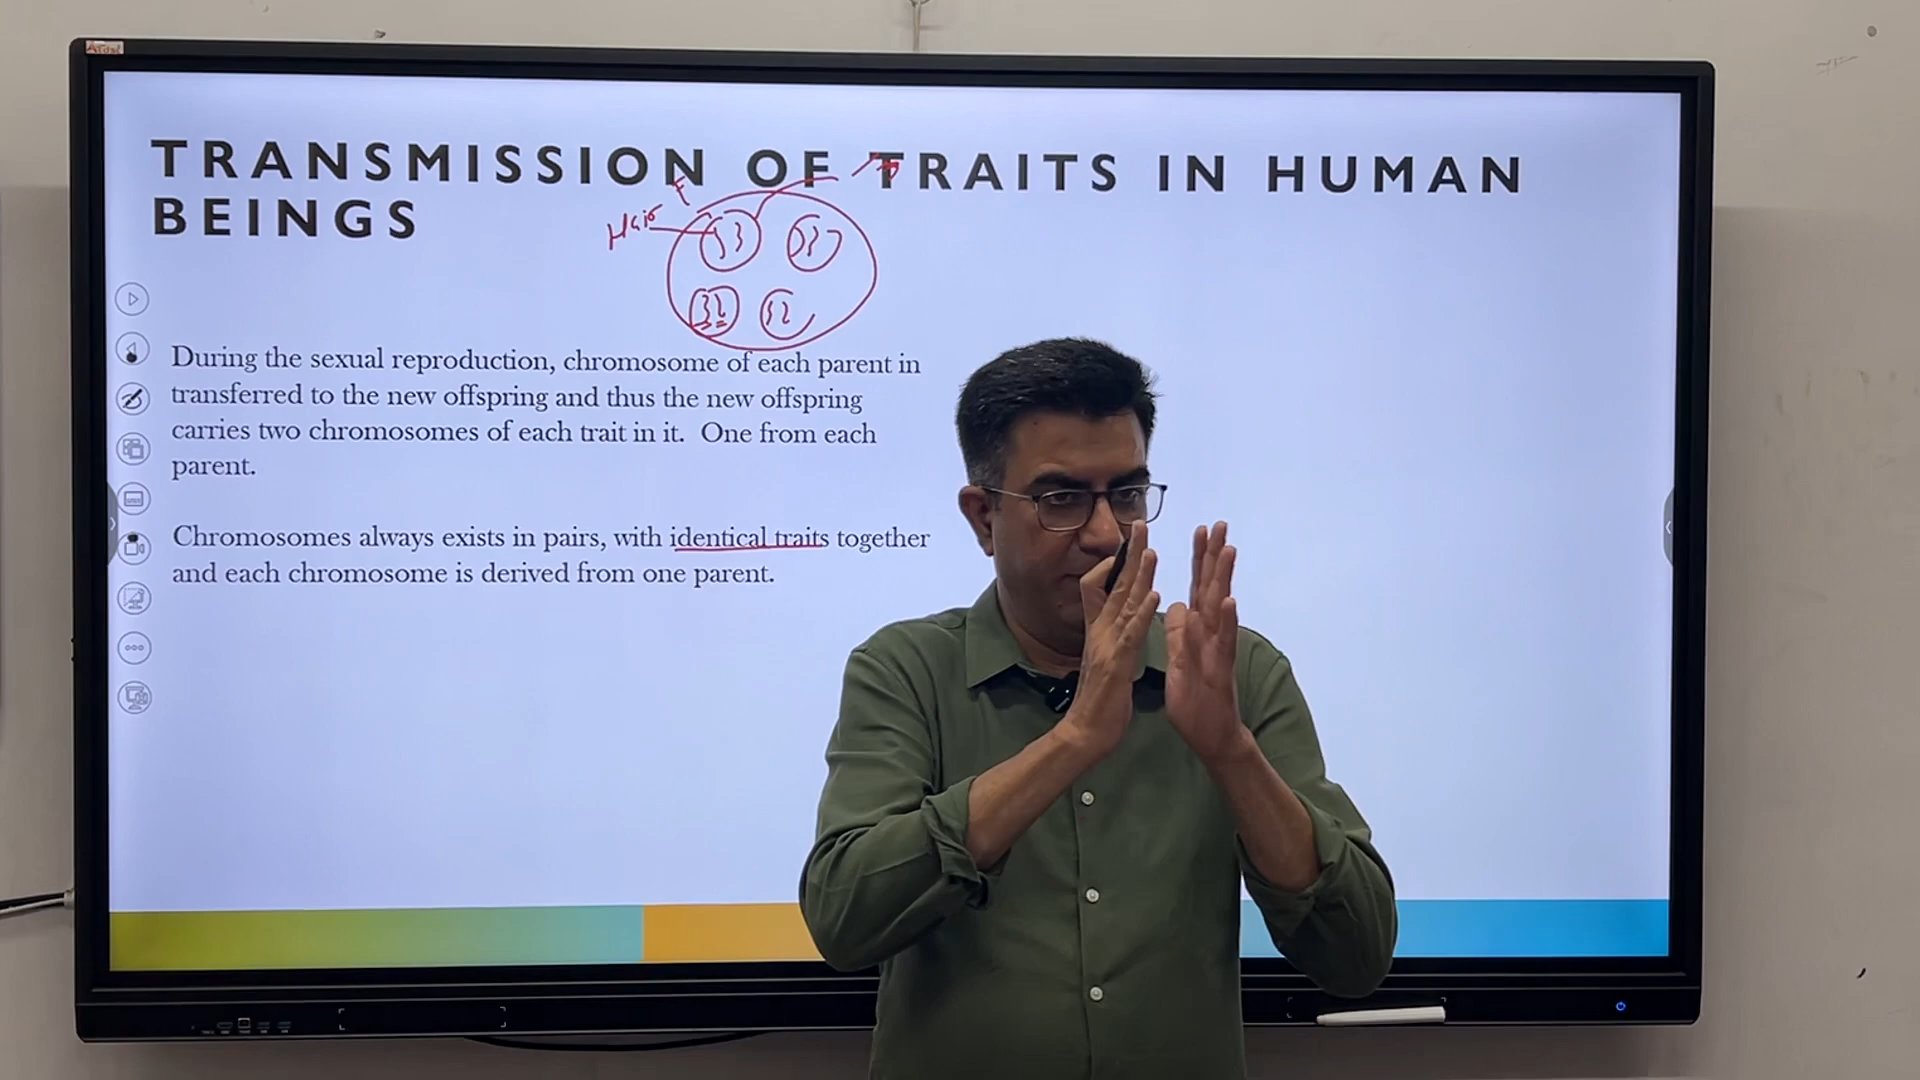 TRANSMISSION OF TRAITS IN HUMAN
BEINGS
Hair
During the sexual reproduction, chromosome of each parent in
transferred to the new offspring and thus the new offspring
carries two chromosomes of each trait in it. One from each
parent.
Chromosomes always exists in pairs, with identical traits together
and each chromosome is derived from one parent.